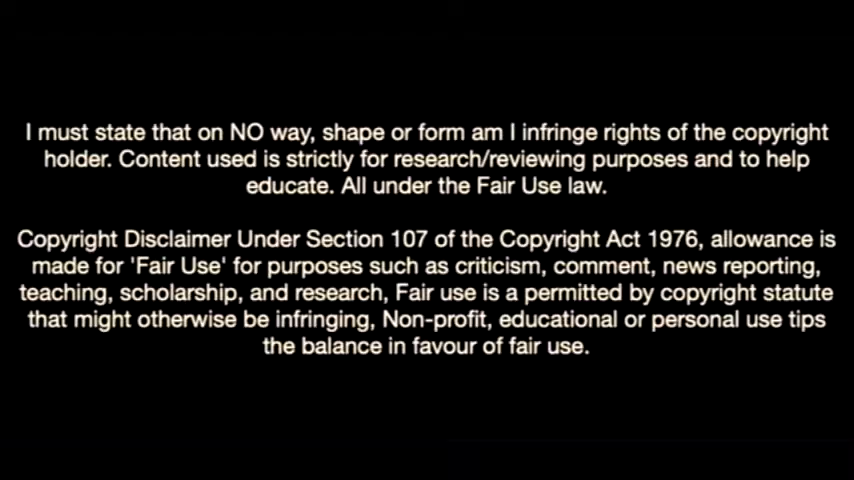 I must state that on NO way, shape or form am I infringe rights of the copyright
holder. Content used is strictly for research/reviewing purposes and to help
educate. All under the Fair Use law.
Copyright Disclaimer Under Section 107 of the Copyright Act 1976, allowance is
made for 'Fair Use' for purposes such as criticism, comment, news reporting,
teaching, scholarship, and research, Fair use is a permitted by copyright statute
that might otherwise be infringing, Non-profit, educational or personal use tips
the balance in favour of fair use.